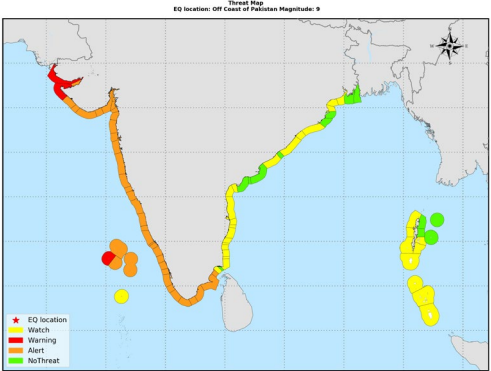 Threat Map
EQ location: Off Coast of Pakistan Magnitude: 9
N
W
E
S
EQ location
Watch
Warning
Alert
NoThreat